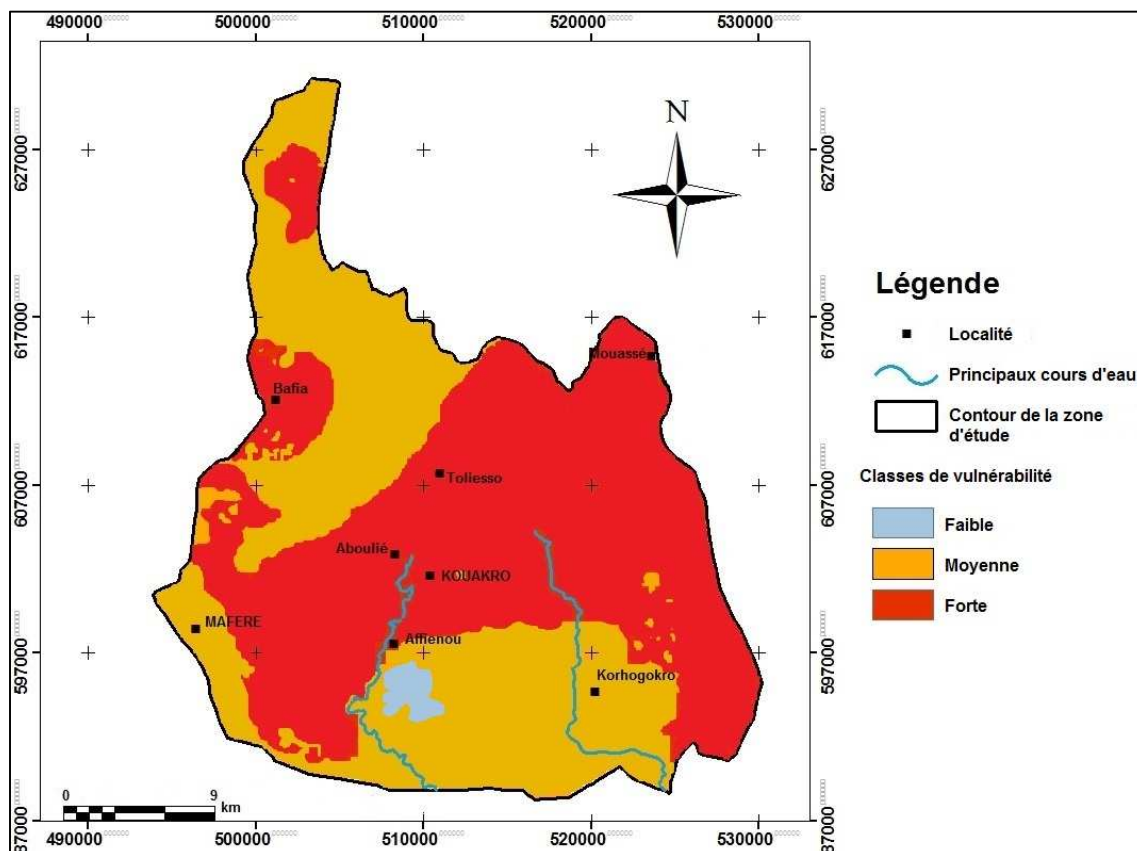 490000 500000 510000 520000 530000
N
627000 627000
617000 617000
607000 607000
597000 597000
Mouassé
Bafia
Toliesso
Aboulié
KOUAKRO
MAFERE
Affienou
Korhogokro
0 9
km
490000 500000 510000 520000 530000
Légende
Localité
Principaux cours d'eau
Contour de la zone
d'étude
Classes de vulnérabilité
Faible
Moyenne
Forte